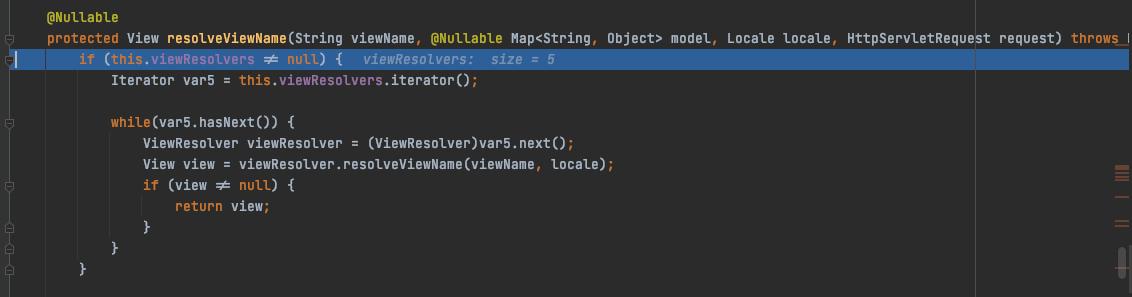 @Nullable
protected View resolveViewName(String viewName, @Nullable Map<String, Object> model, Locale locale, HttpServletRequest request) throws
if (this.viewResolvers ≠ null) { viewResolvers: size = 5
Iterator var5 = this.viewResolvers.iterator();
while(var5.hasNext()) {
ViewResolver viewResolver = (ViewResolver)var5.next();
View view = viewResolver.resolveViewName(viewName, locale);
if (view ≠ null) {
return view;
}
}
}